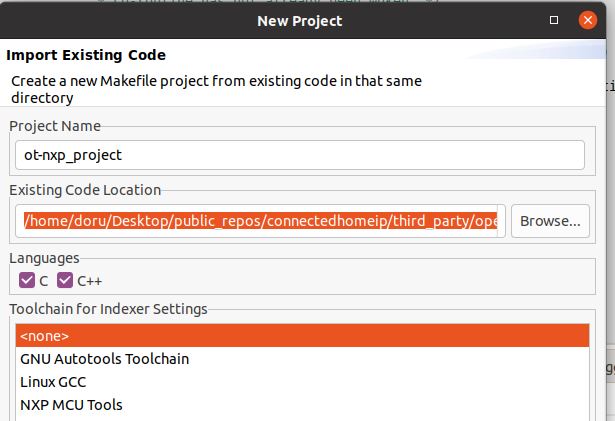 New Project
Import Existing Code
Create a new Makefile project from existing code in that same
directory
Project Name
ot-nxp_project
Existing Code Location
/home/doru/Desktop/public_repos/connectedhomeip/third_party/ope
Browse...
Languages
C C++
Toolchain for Indexer Settings
<none>
GNU Autotools Toolchain
Linux GCC
NXP MCU Tools